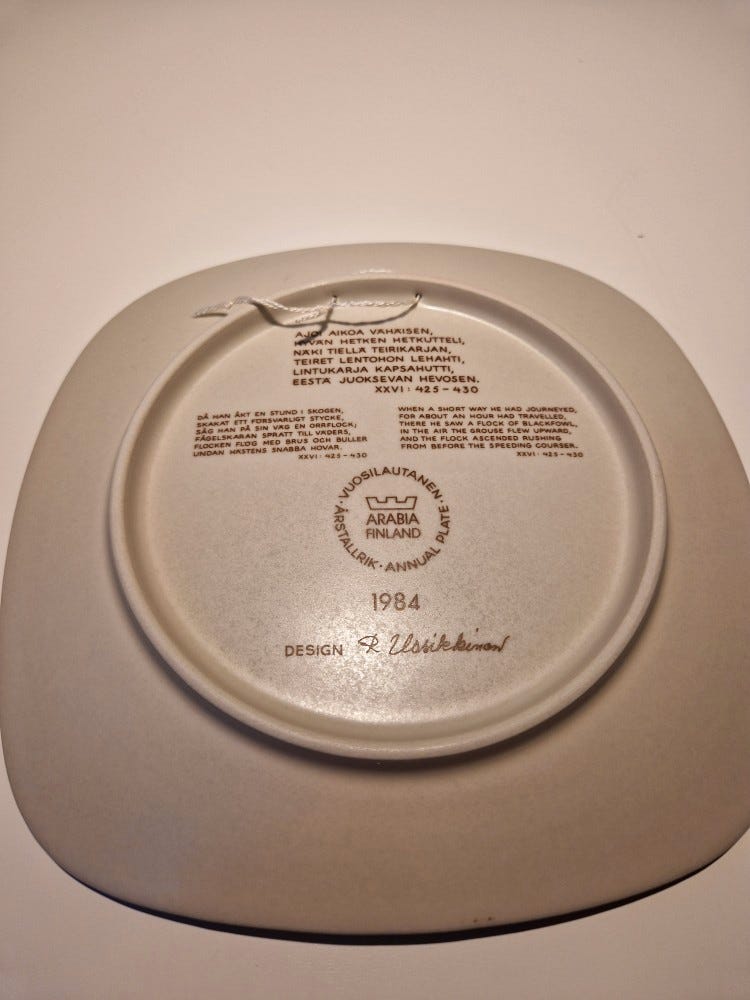 AJOI AIKOA VÄHÄISEN,
HYVÄN HETKEN HETKUTTELI,
NÄKI TIELLÄ TEIRIKARJAN,
TEIRET LENTOHON LEHAHTI,
LINTUKARJA KAPSAHUTTI,
EESTÄ JUOKSEVAN HEVOSEN.
XXVI: 425-430
DÅ HAN ÅKT EN STUND I SKOGEN,
SKAKAT ETT FÖRSVARLIGT STYCKE,
SÅG HAN PÅ SIN VÄG EN ORRFLOCK;
FÅGELSKARAN SPRATT TILL VÄDERS,
FLOCKEN FLÖG MED BRUS OCH BULLER
UNDAN HÄSTENS SNABBA HOVAR.
XXVI: 425-430
WHEN A SHORT WAY HE HAD JOURNEYED,
FOR ABOUT AN HOUR HAD TRAVELLED,
THERE HE SAW A FLOCK OF BLACKFOWL,
IN THE AIR THE GROUSE FLEW UPWARD,
AND THE FLOCK ASCENDED RUSHING
FROM BEFORE THE SPEEDING COURSER.
XXVI: 425-430
· VUOSILAUTANEN · ANNUAL PLATE · ÅRSTALLRIK
ARABIA
FINLAND
1984
DESIGN R Uosikkinen